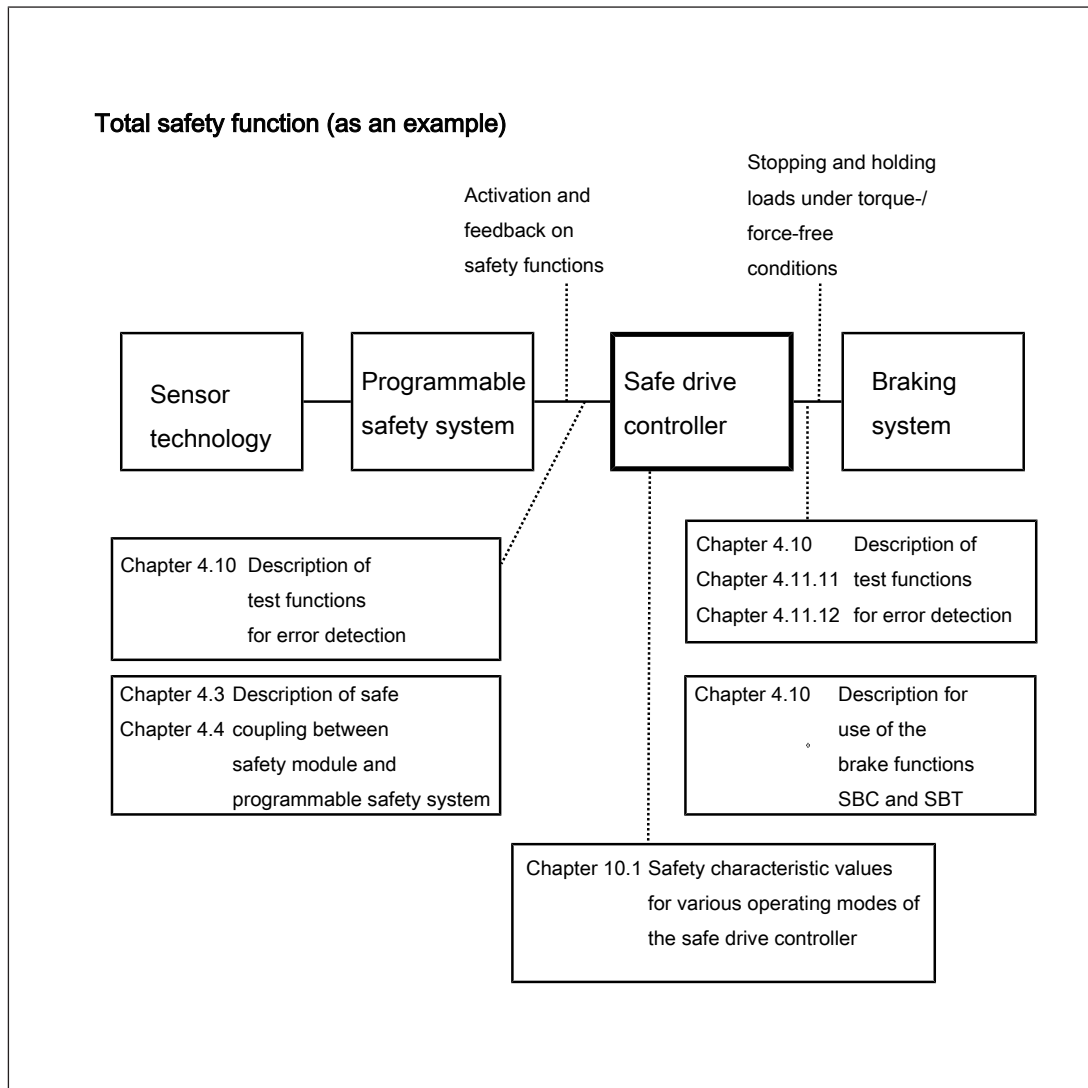 Total safety function (as an example)
Activation and
feedback on
safety functions
Stopping and holding
loads under torque-/
force-free
conditions
Sensor
technology
Programmable
safety system
Safe drive
controller
Braking
system
Chapter 4.10 Description of
test functions
for error detection
Chapter 4.10 Description of
Chapter 4.11.11 test functions
Chapter 4.11.12 for error detection
Chapter 4.3 Description of safe
Chapter 4.4 coupling between
safety module and
programmable safety system
Chapter 4.10 Description for
use of the
brake functions
SBC and SBT
Chapter 10.1 Safety characteristic values
for various operating modes of
the safe drive controller